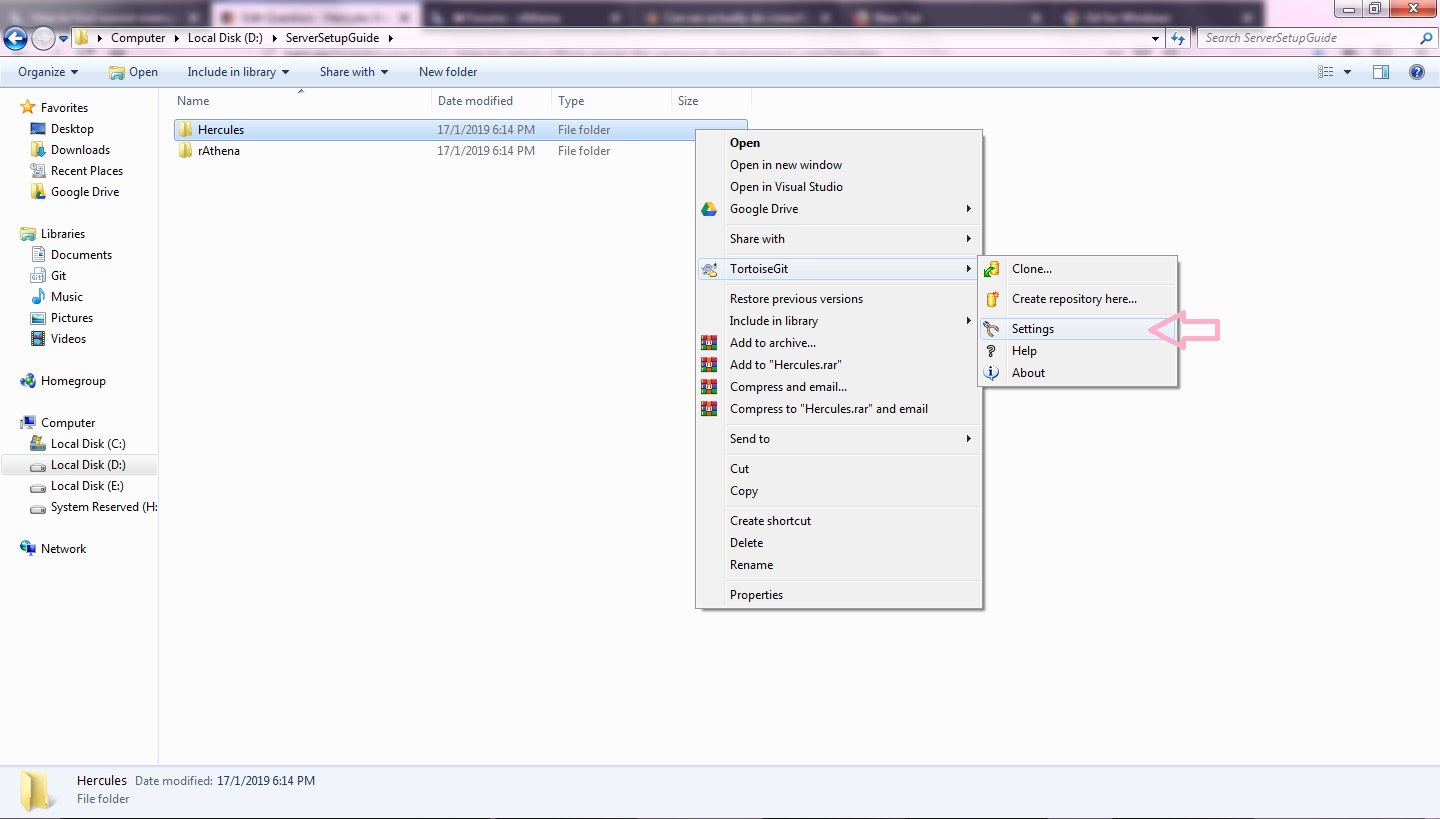 Computer ▸ Local Disk (D:) ▸ ServerSetupGuide ▸
Search ServerSetupGuide
Organize
Open
Include in library
Share with
New folder
Name
Date modified
Type
Size
Favorites
Desktop
Downloads
Recent Places
Google Drive
Libraries
Documents
Git
Music
Pictures
Videos
Homegroup
Computer
Local Disk (C:)
Local Disk (D:)
Local Disk (E:)
System Reserved (H:
Network
Hercules 17/1/2019 6:14 PM File folder
rAthena 17/1/2019 6:14 PM File folder
Open
Open in new window
Open in Visual Studio
Google Drive
Share with
TortoiseGit
Restore previous versions
Include in library
Add to archive...
Add to "Hercules.rar"
Compress and email...
Compress to "Hercules.rar" and email
Send to
Cut
Copy
Create shortcut
Delete
Rename
Properties
Clone...
Create repository here...
Settings
Help
About
Hercules Date modified: 17/1/2019 6:14 PM
File folder